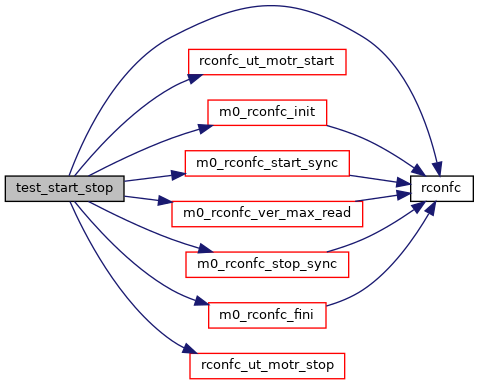 rconfc_ut_motr_start
m0_rconfc_init
m0_rconfc_start_sync
test_start_stop
rconfc
m0_rconfc_ver_max_read
m0_rconfc_stop_sync
m0_rconfc_fini
rconfc_ut_motr_stop